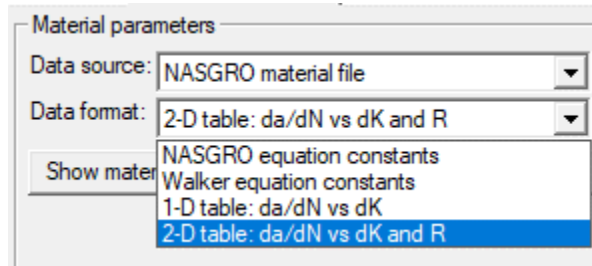 Material parameters
Data source: NASGRO material file
Data format: 2-D table: da/dN vs dK and R
Show mater
NASGRO equation constants
Walker equation constants
1-D table: da/dN vs dK
2-D table: da/dN vs dK and R